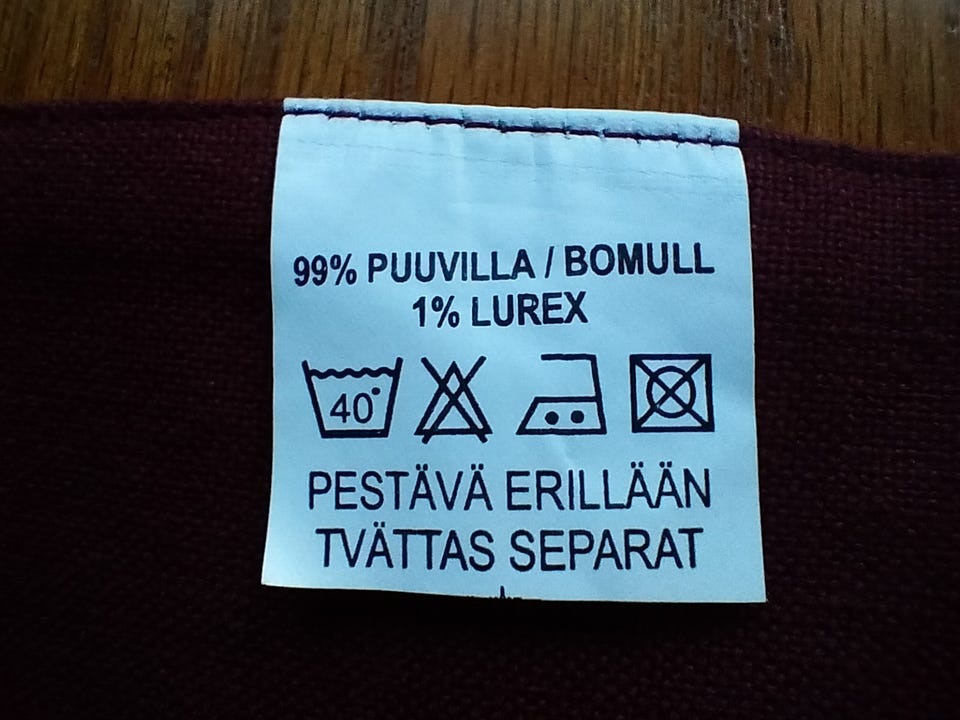 99% PUUVILLA / BOMULL
1% LUREX
40°
PESTÄVÄ ERILLÄÄN
TVÄTTAS SEPARAT